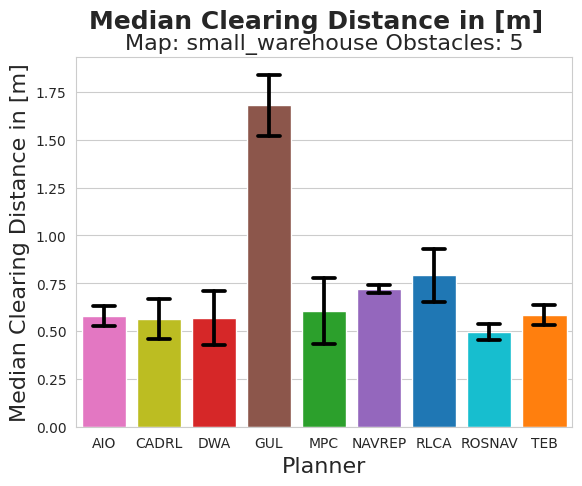 Median Clearing Distance in [m]
Map: small_warehouse Obstacles: 5
Median Clearing Distance in [m]
1.75
1.50
1.25
1.00
0.75
0.50
0.25
0.00
AIO CADRL DWA GUL MPC NAVREP RLCA ROSNAV TEB
Planner